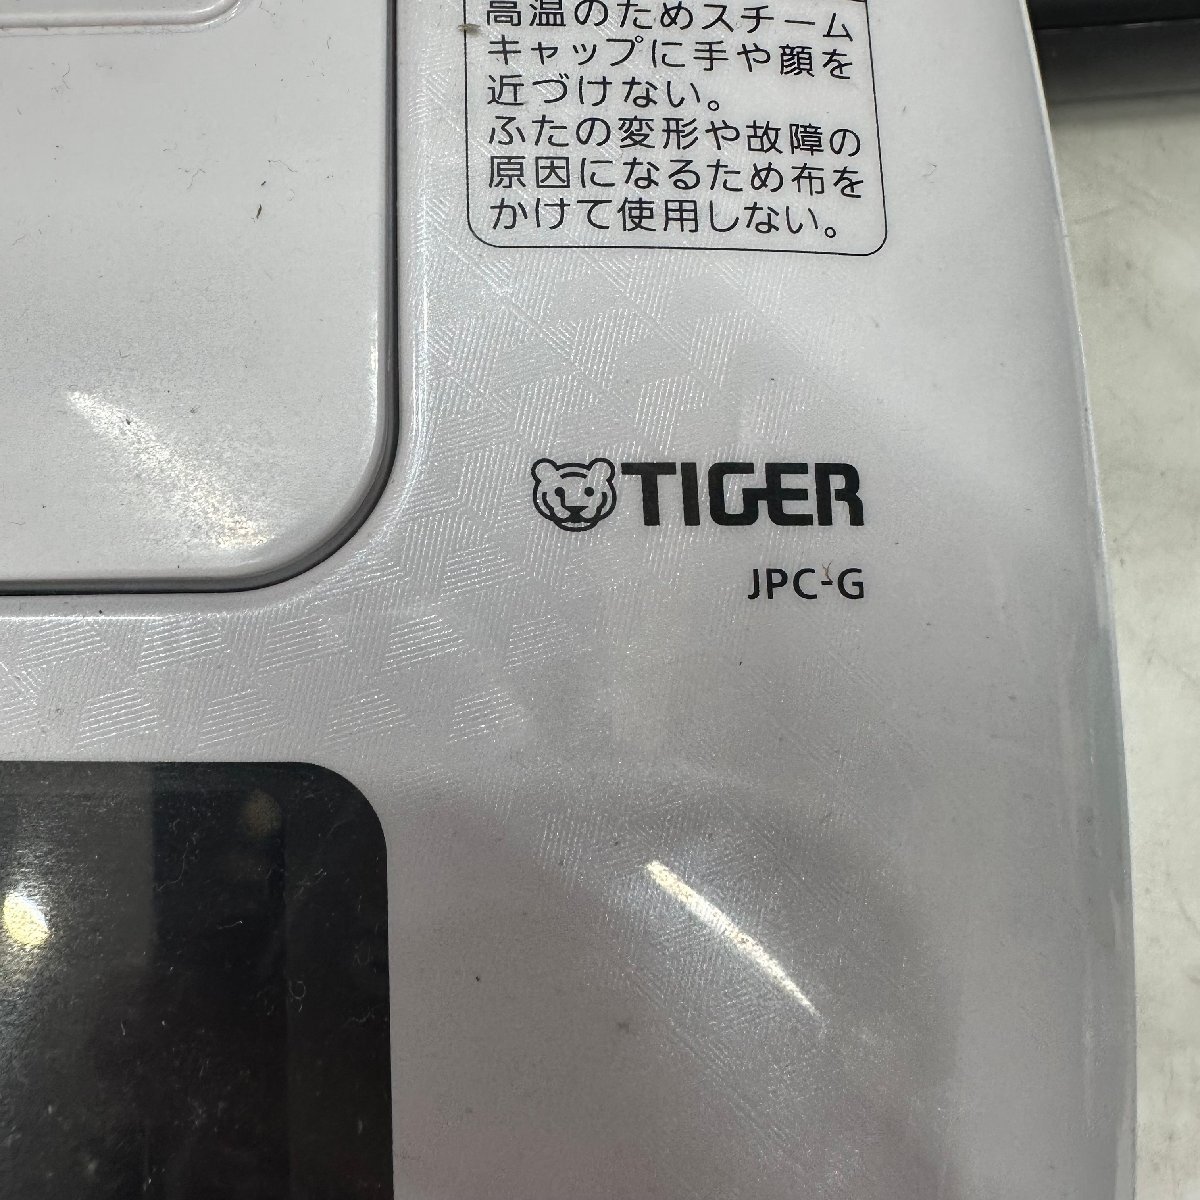 高温のためスチーム
キャップに手や顔を
近づけない。
ふたの変形や故障の
原因になるため布を
かけて使用しない。
TIGER
JPC-G